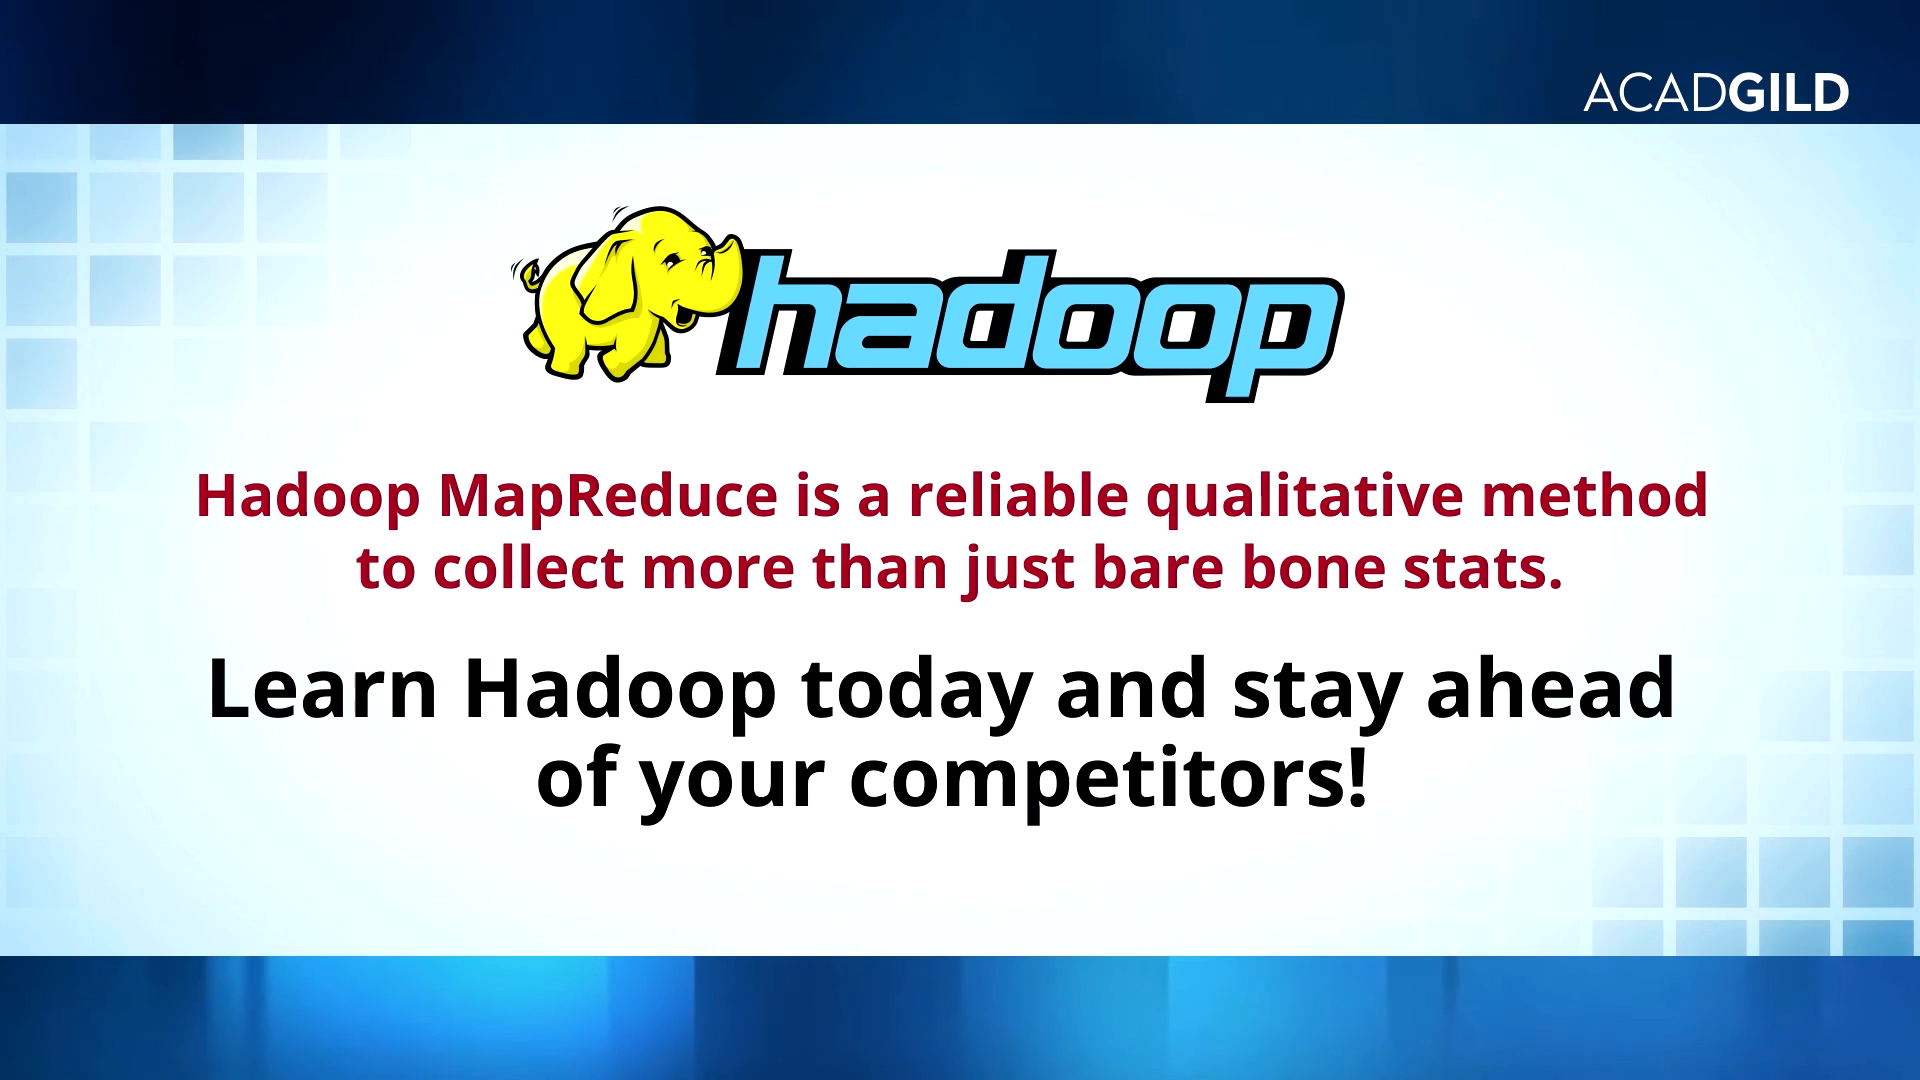 ACADGILD
hadoop
Hadoop MapReduce is a reliable qualitative method
to collect more than just bare bone stats.
Learn Hadoop today and stay ahead
of your competitors!